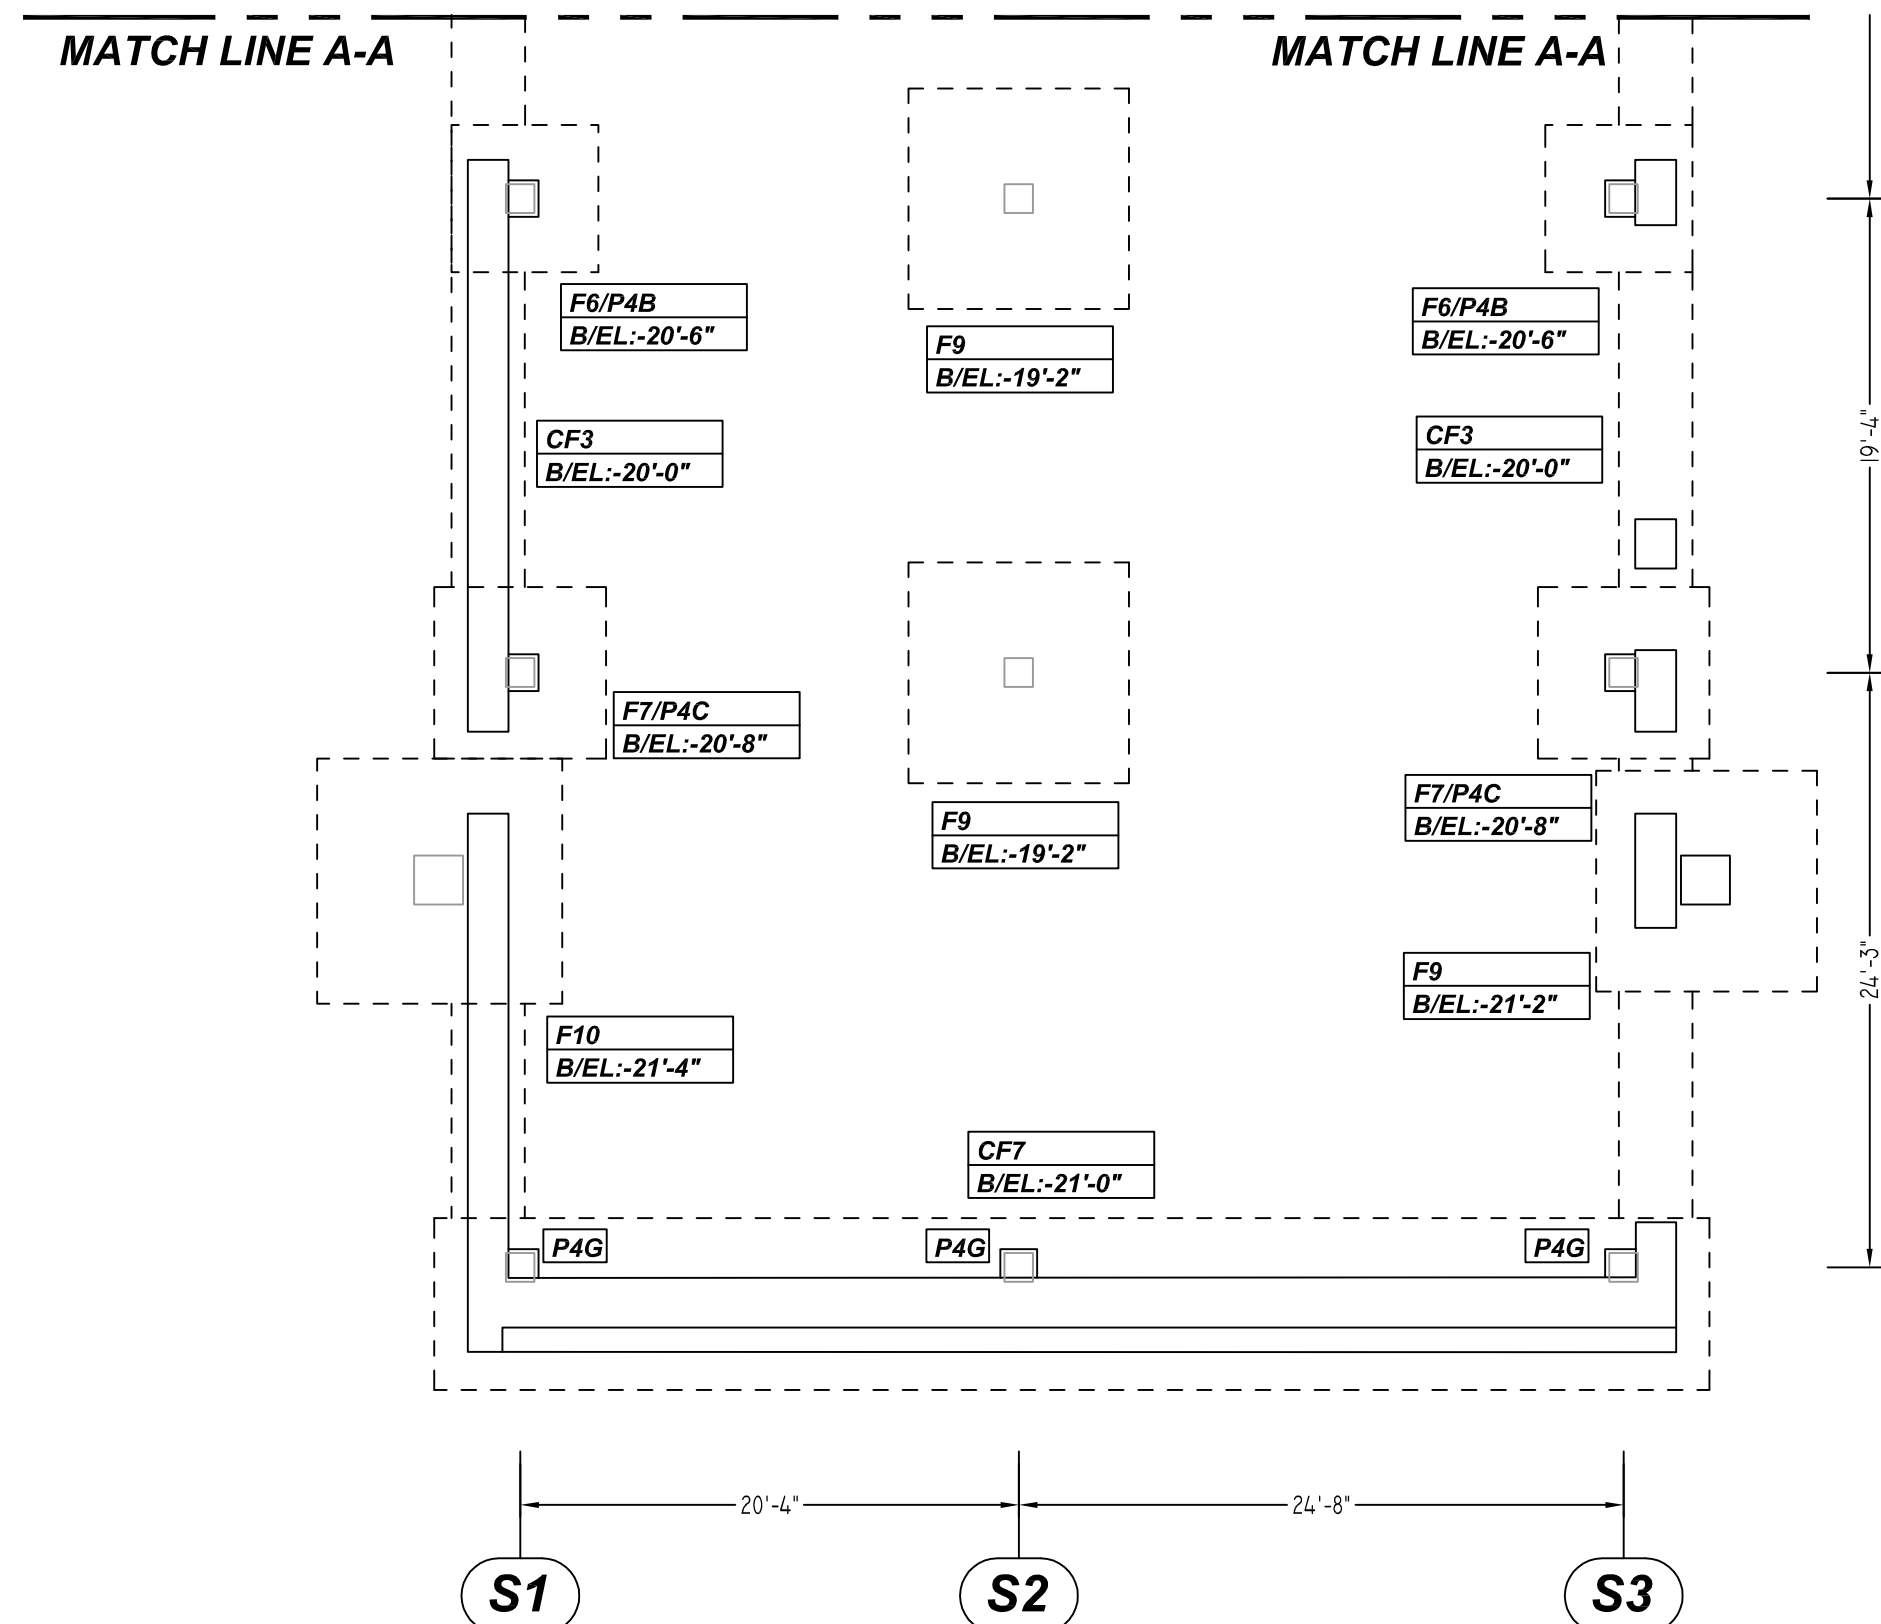 MATCH LINE A-A
MATCH LINE A-A
F6/P4B
B/EL:-20'-6"
F6/P4B
B/EL:-20'-6"
F9
B/EL:-19'-2"
CF3
B/EL:-20'-0"
CF3
B/EL:-20'-0"
19'-4"
F7/P4C
B/EL:-20'-8"
F7/P4C
B/EL:-20'-8"
F9
B/EL:-19'-2"
F9
B/EL:-21'-2"
24'-3"
F10
B/EL:-21'-4"
CF7
B/EL:-21'-0"
P4G
P4G
P4G
20'-4"
24'-8"
S1
S2
S3